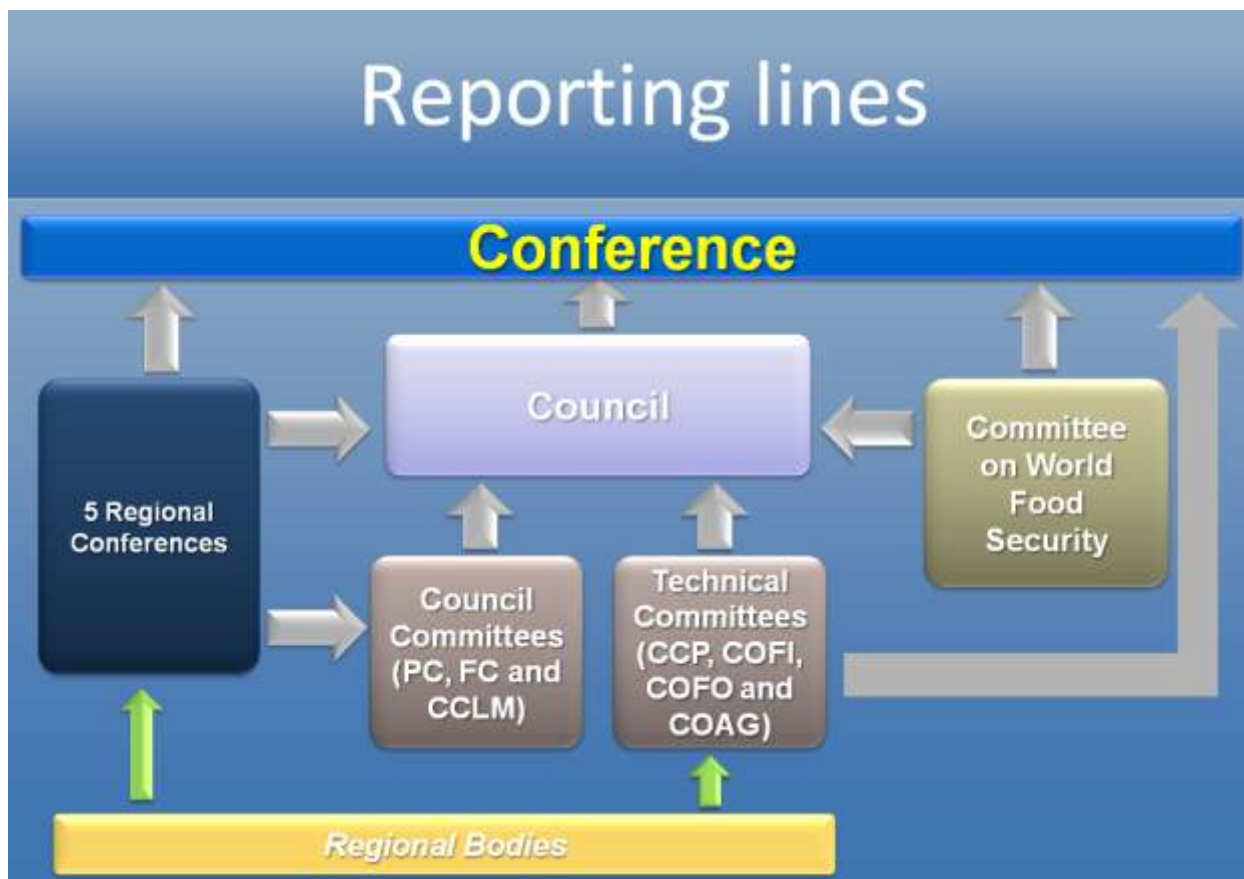 Reporting lines
Conference
Council
5 Regional
Conferences
Committee
on World
Food
Security
Council
Committees
(PC, FC and
CCLM)
Technical
Committees
(CCP, COFI,
COFO and
COAG)
Regional Bodies